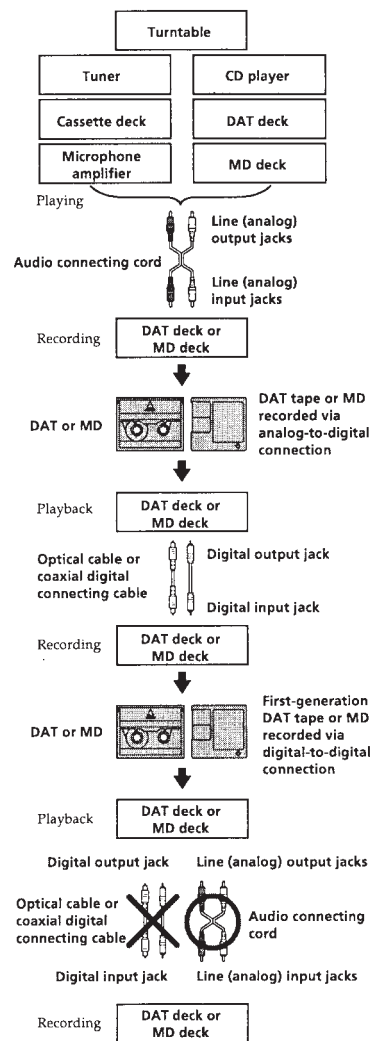 Turntable
Tuner
CD player
Cassette deck
DAT deck
Microphone
amplifier
MD deck
Playing
Line (analog)
output jacks
Audio connecting cord
Line (analog)
input jacks
Recording
DAT deck or
MD deck
DAT or MD
DAT tape or MD
recorded via
analog-to-digital
connection
Playback
DAT deck or
MD deck
Optical cable or
coaxial digital
connecting cable
Digital output jack
Digital input jack
Recording
DAT deck or
MD deck
DAT or MD
First-generation
DAT tape or MD
recorded via
digital-to-digital
connection
Playback
DAT deck or
MD deck
Digital output jack
Line (analog) output jacks
Optical cable or
coaxial digital
connecting cable
Audio connecting
cord
Digital input jack
Line (analog) input jacks
Recording
DAT deck or
MD deck